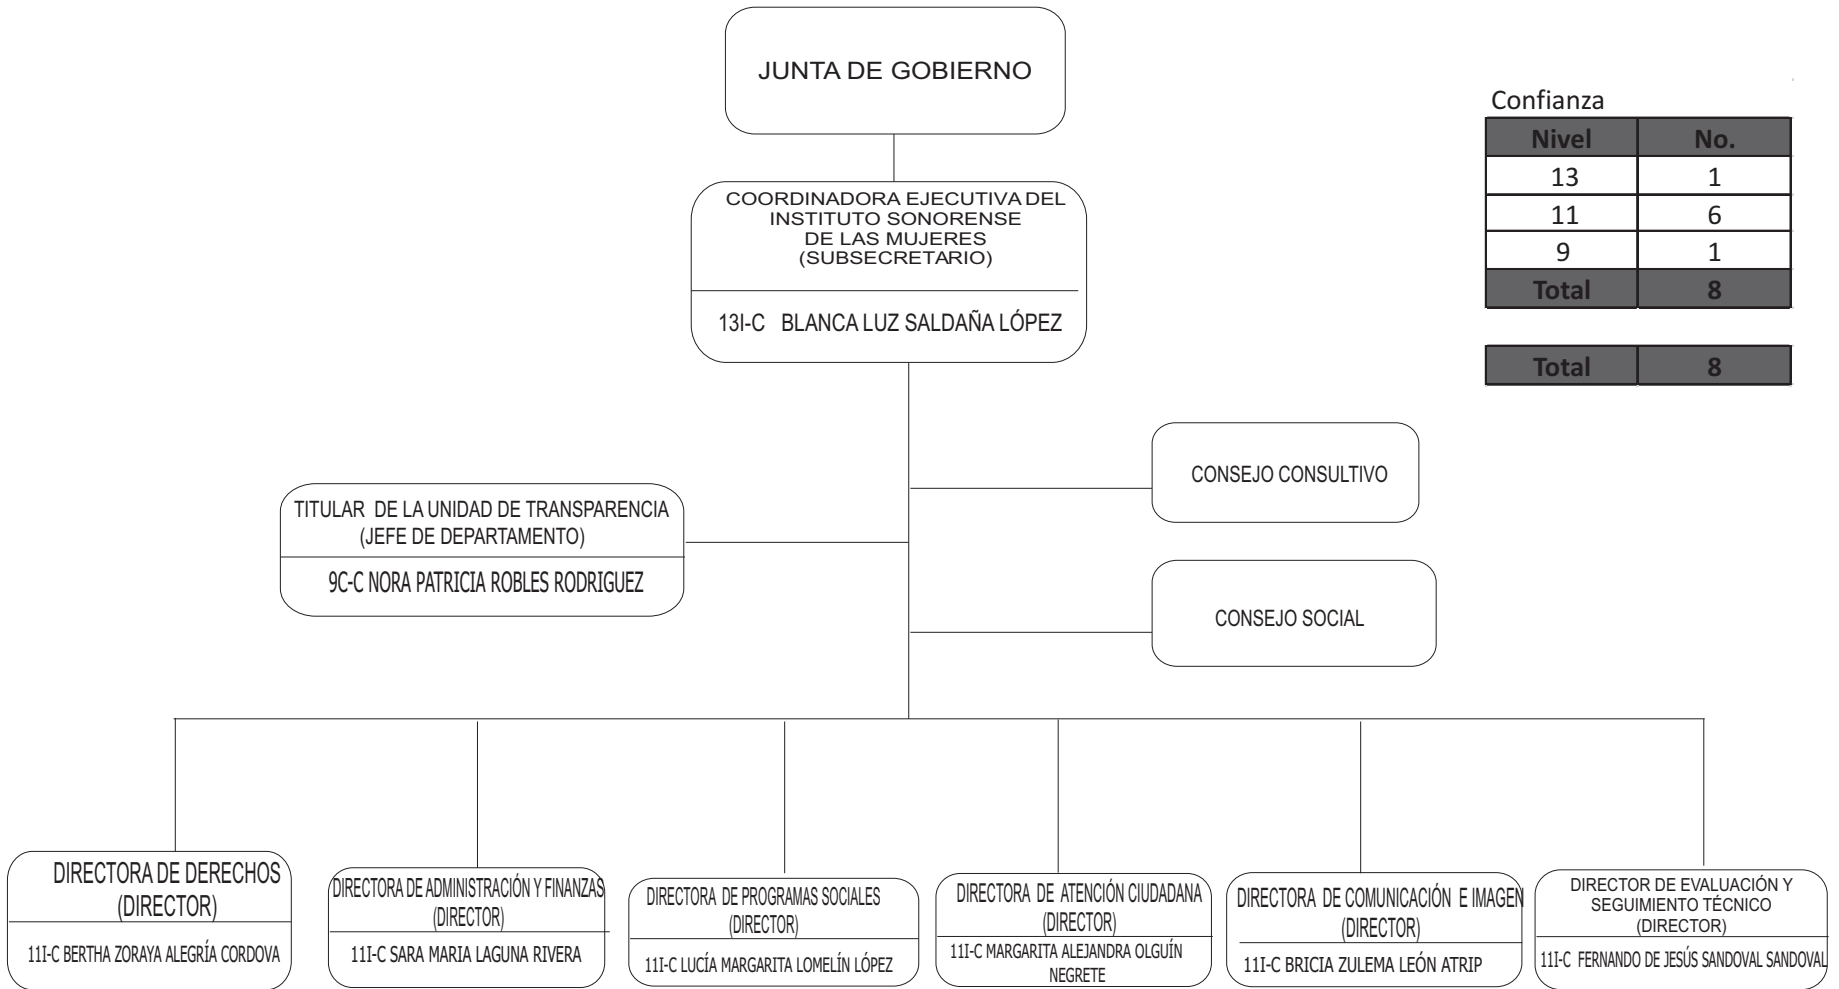 JUNTA DE GOBIERNO
Confianza
Nivel No.
13 1
11 6
9 1
Total 8
Total 8
COORDINADORA EJECUTIVA DEL
INSTITUTO SONORENSE
DE LAS MUJERES
(SUBSECRETARIO)
13I-C BLANCA LUZ SALDAÑA LÓPEZ
CONSEJO CONSULTIVO
TITULAR DE LA UNIDAD DE TRANSPARENCIA
(JEFE DE DEPARTAMENTO)
9C-C NORA PATRICIA ROBLES RODRIGUEZ
CONSEJO SOCIAL
DIRECTORA DE DERECHOS
(DIRECTOR)
11I-C BERTHA ZORAYA ALEGRÍA CORDOVA
DIRECTORA DE ADMINISTRACIÓN Y FINANZAS
(DIRECTOR)
11I-C SARA MARIA LAGUNA RIVERA
DIRECTORA DE PROGRAMAS SOCIALES
(DIRECTOR)
11I-C LUCÍA MARGARITA LOMELÍN LÓPEZ
DIRECTORA DE ATENCIÓN CIUDADANA
(DIRECTOR)
11I-C MARGARITA ALEJANDRA OLGUÍN
NEGRETE
DIRECTORA DE COMUNICACIÓN E IMAGEN
(DIRECTOR)
11I-C BRICIA ZULEMA LEÓN ATRIP
DIRECTOR DE EVALUACIÓN Y
SEGUIMIENTO TÉCNICO
(DIRECTOR)
11I-C FERNANDO DE JESÚS SANDOVAL SANDOVAL